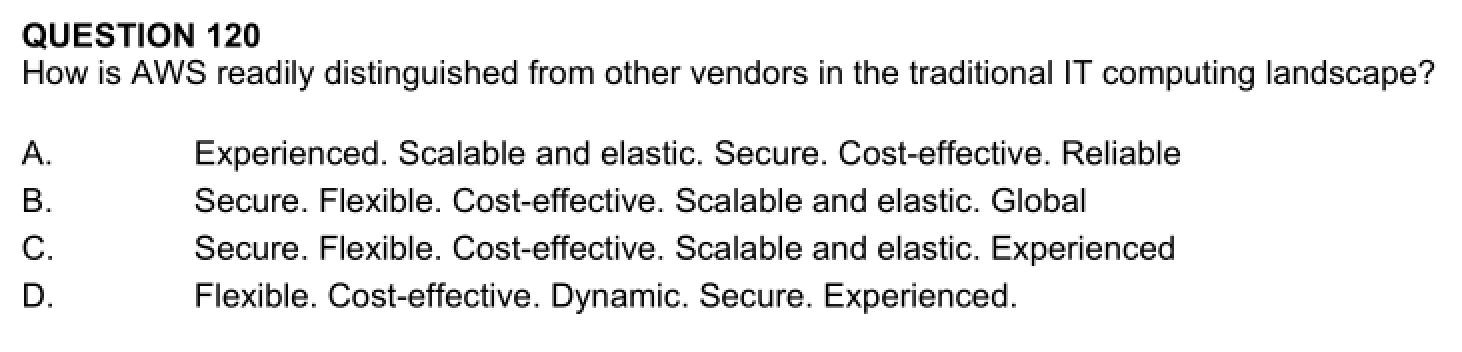 QUESTION 120
How is AWS readily distinguished from other vendors in the traditional IT computing landscape?
A. Experienced. Scalable and elastic. Secure. Cost-effective. Reliable
B. Secure. Flexible. Cost-effective. Scalable and elastic. Global
C. Secure. Flexible. Cost-effective. Scalable and elastic. Experienced
D. Flexible. Cost-effective. Dynamic. Secure. Experienced.